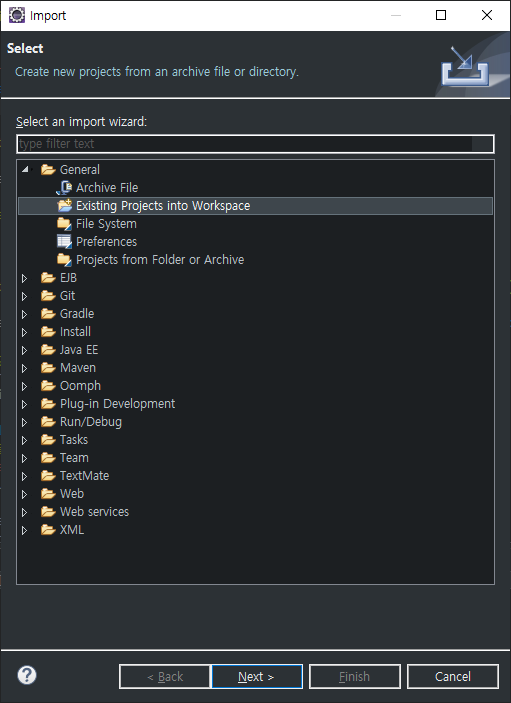 Import
Select
Create new projects from an archive file or directory.
Select an import wizard:
type filter text
General
Archive File
Existing Projects into Workspace
File System
Preferences
Projects from Folder or Archive
EJB
Git
Gradle
Install
Java EE
Maven
Oomph
Plug-in Development
Run/Debug
Tasks
Team
TextMate
Web
Web services
XML
? < Back Next > Finish Cancel